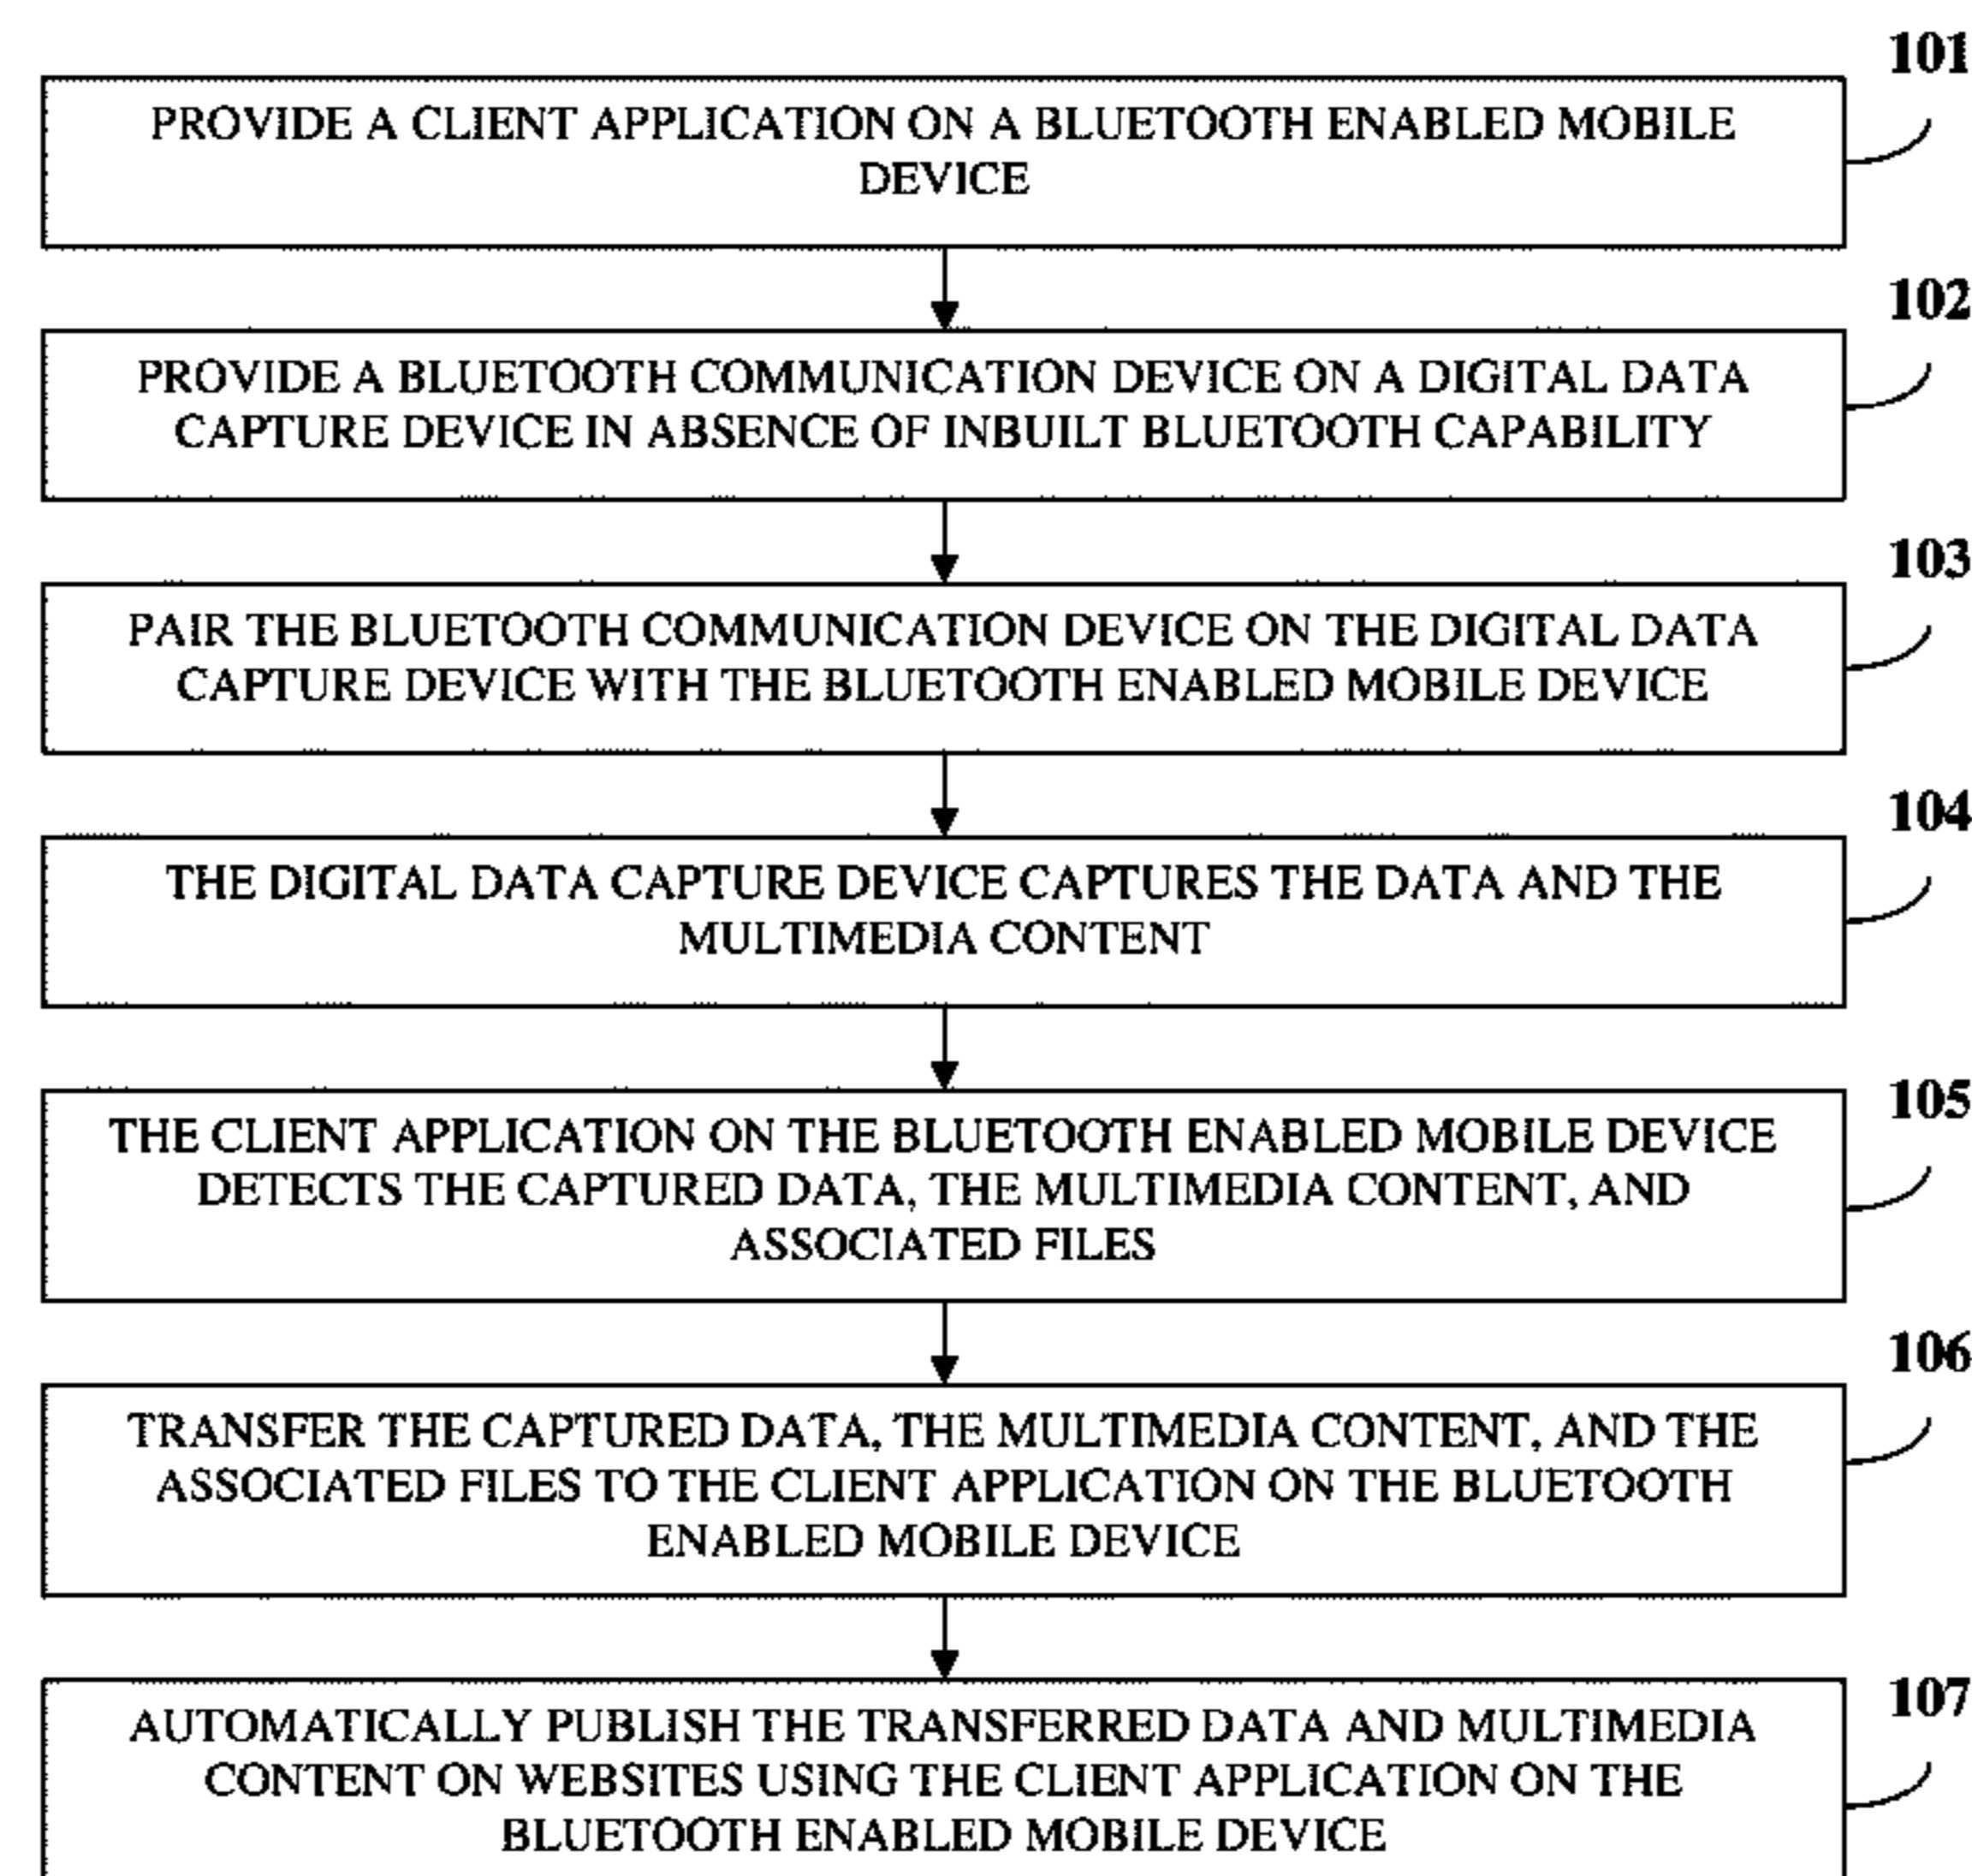 101
PROVIDE A CLIENT APPLICATION ON A BLUETOOTH ENABLED MOBILE
DEVICE
102
PROVIDE A BLUETOOTH COMMUNICATION DEVICE ON A DIGITAL DATA
CAPTURE DEVICE IN ABSENCE OF INBUILT BLUETOOTH CAPABILITY
103
PAIR THE BLUETOOTH COMMUNICATION DEVICE ON THE DIGITAL DATA
CAPTURE DEVICE WITH THE BLUETOOTH ENABLED MOBILE DEVICE
104
THE DIGITAL DATA CAPTURE DEVICE CAPTURES THE DATA AND THE
MULTIMEDIA CONTENT
105
THE CLIENT APPLICATION ON THE BLUETOOTH ENABLED MOBILE DEVICE
DETECTS THE CAPTURED DATA, THE MULTIMEDIA CONTENT, AND
ASSOCIATED FILES
106
TRANSFER THE CAPTURED DATA, THE MULTIMEDIA CONTENT, AND THE
ASSOCIATED FILES TO THE CLIENT APPLICATION ON THE BLUETOOTH
ENABLED MOBILE DEVICE
107
AUTOMATICALLY PUBLISH THE TRANSFERRED DATA AND MULTIMEDIA
CONTENT ON WEBSITES USING THE CLIENT APPLICATION ON THE
BLUETOOTH ENABLED MOBILE DEVICE